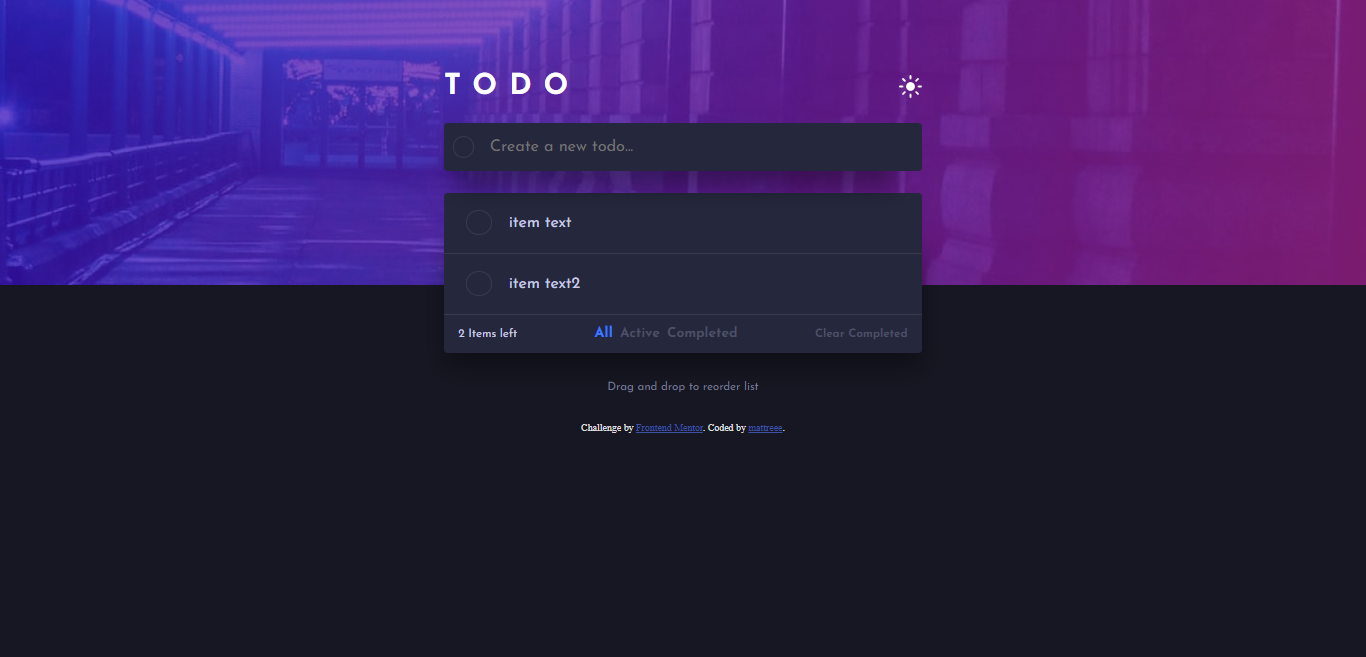 TODO
Create a new todo...
item text
item text2
2 Items left All Active Completed Clear Completed
Drag and drop to reorder list
Challenge by Frontend Mentor. Coded by mattreee.